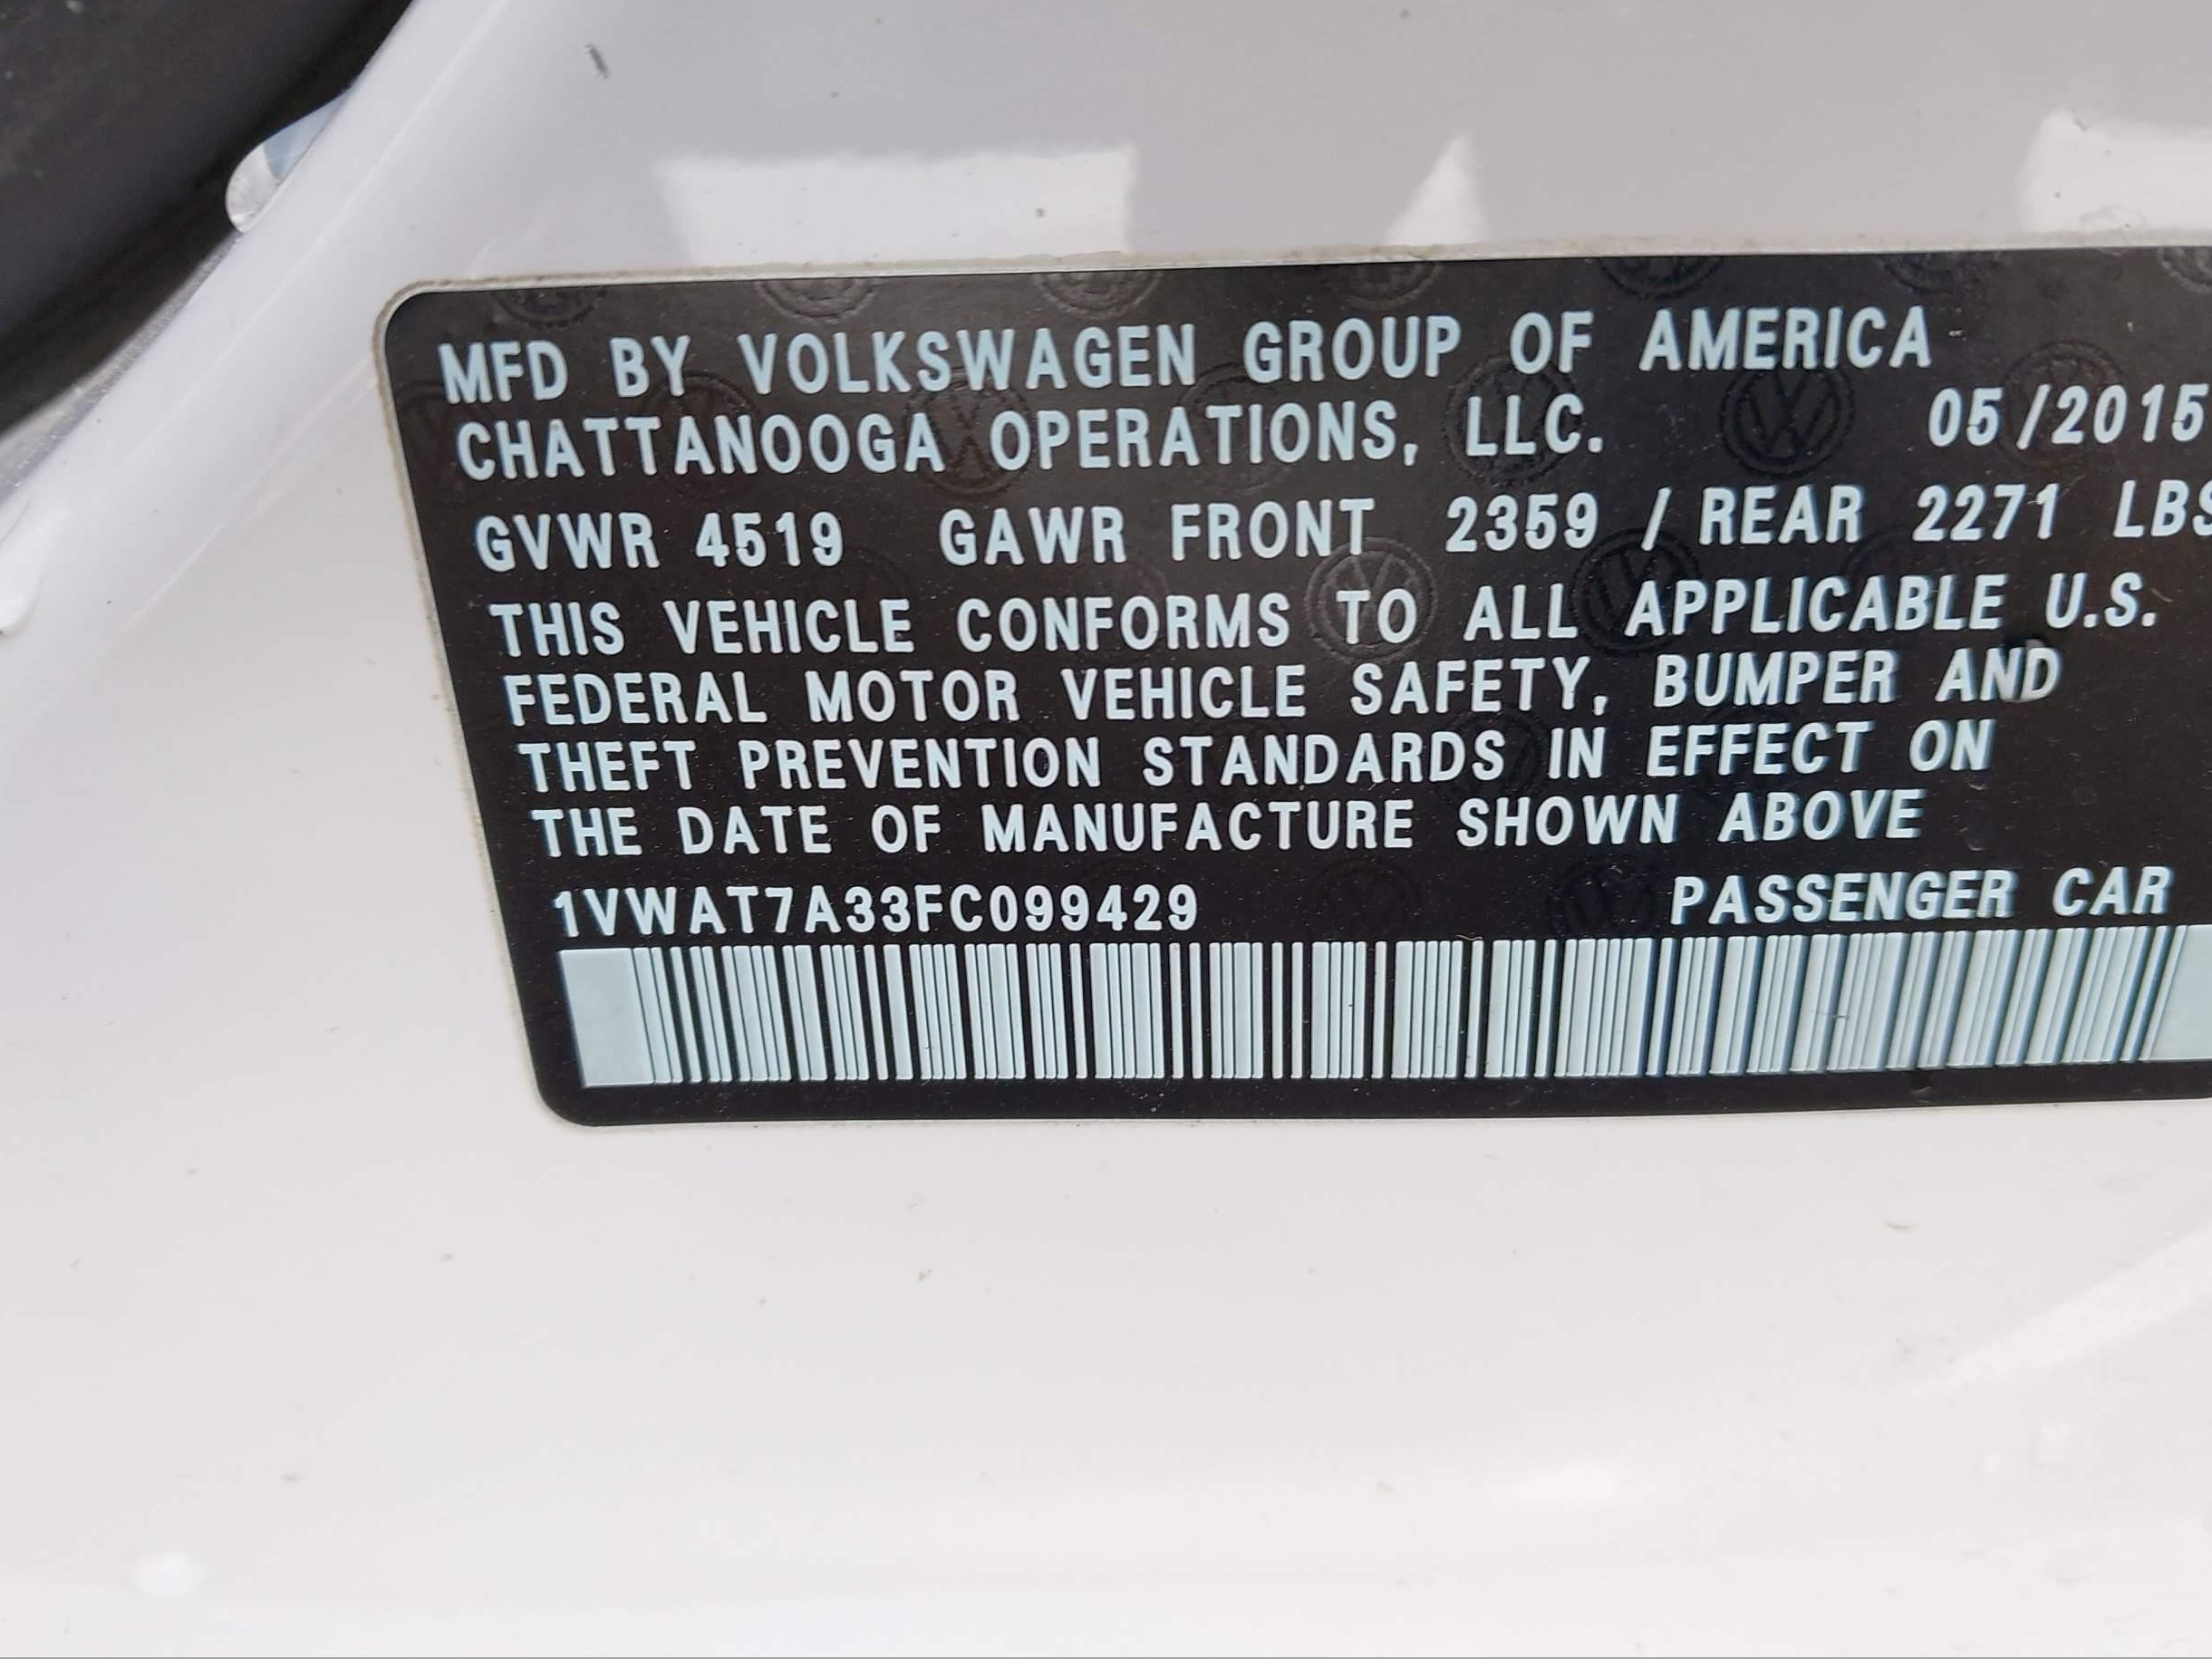 MFD BY VOLKSWAGEN GROUP OF AMERICA
CHATTANOOGA OPERATIONS, LLC. 05/2015
GVWR 4519 GAWR FRONT 2359 / REAR 2271 LBS
THIS VEHICLE CONFORMS TO ALL APPLICABLE U.S.
FEDERAL MOTOR VEHICLE SAFETY, BUMPER AND
THEFT PREVENTION STANDARDS IN EFFECT ON
THE DATE OF MANUFACTURE SHOWN ABOVE
1VWAT7A33FC099429 PASSENGER CAR